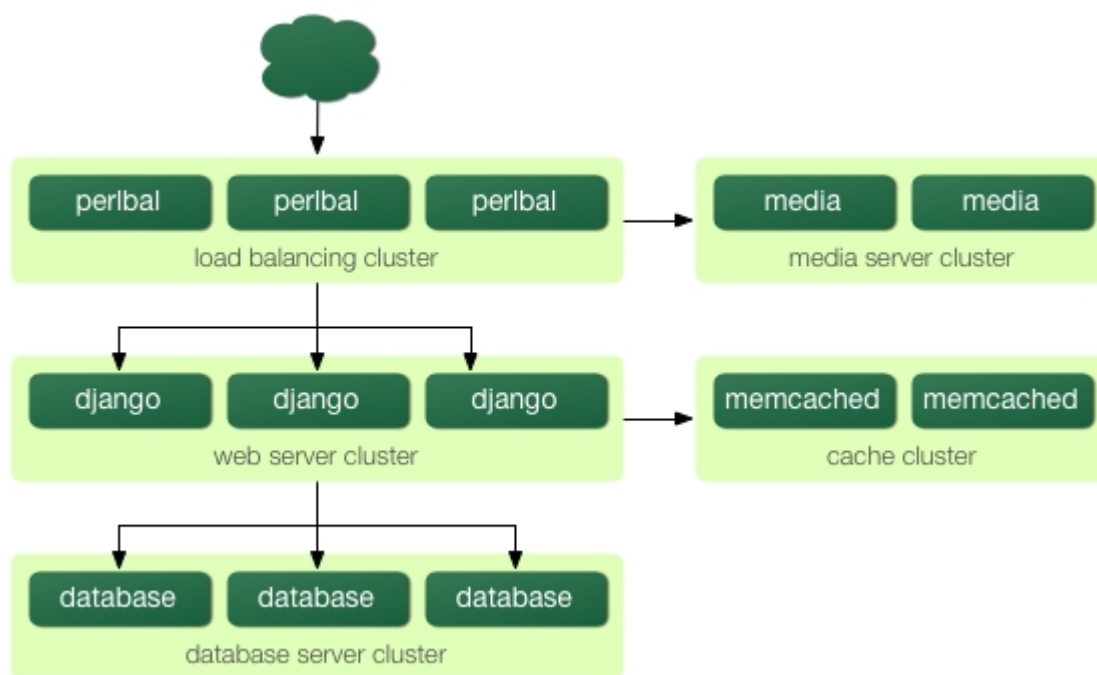 perlbal perlbal perlbal
load balancing cluster
media media
media server cluster
django django django
web server cluster
memcached memcached
cache cluster
database database database
database server cluster